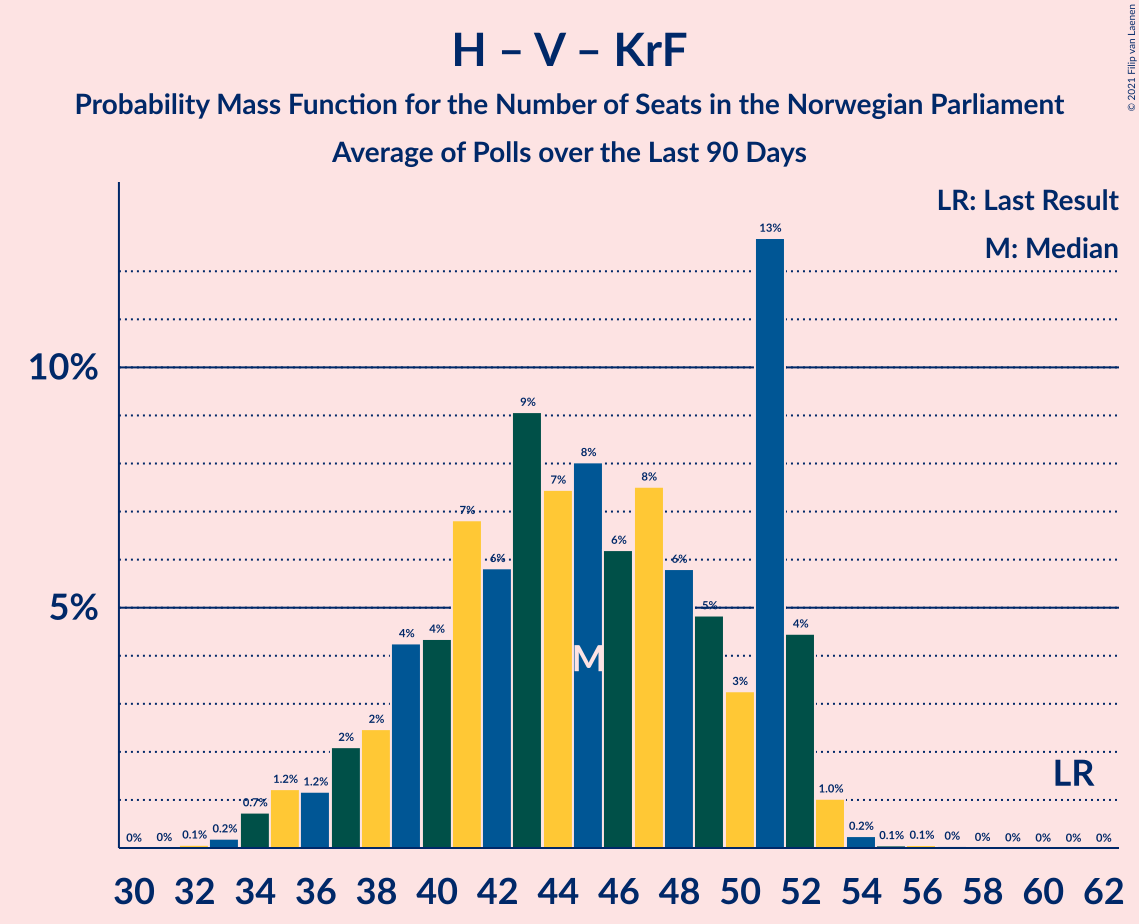 H – V – KrF
Probability Mass Function for the Number of Seats in the Norwegian Parliament
Average of Polls over the Last 90 Days
© 2021 Filip van Laenen
LR: Last Result
M: Median
10%
5%
0% 0% 0.1% 0.2% 0.7% 1.2% 1.2% 2% 2% 4% 4% 7% 6% 9% 7% 8% 6% 8% 6% 5% 3% 13% 4% 1.0% 0.2% 0.1% 0.1% 0% 0% 0% 0% 0% 0%
M
LR
30 32 34 36 38 40 42 44 46 48 50 52 54 56 58 60 62